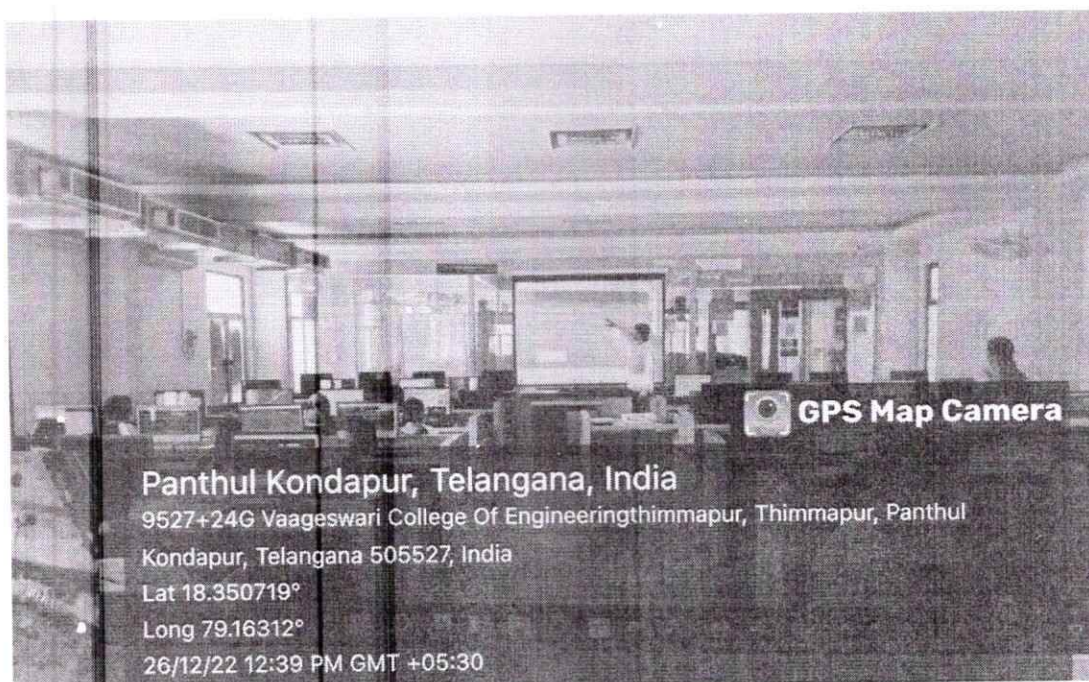 GPS Map Camera
Panthul Kondapur, Telangana, India
9527+24G Vaageswari College Of Engineeringthimmapur, Thimmapur, Panthul
Kondapur, Telangana 505527, India
Lat 18.350719°
Long 79.16312°
26/12/22 12:39 PM GMT +05:30